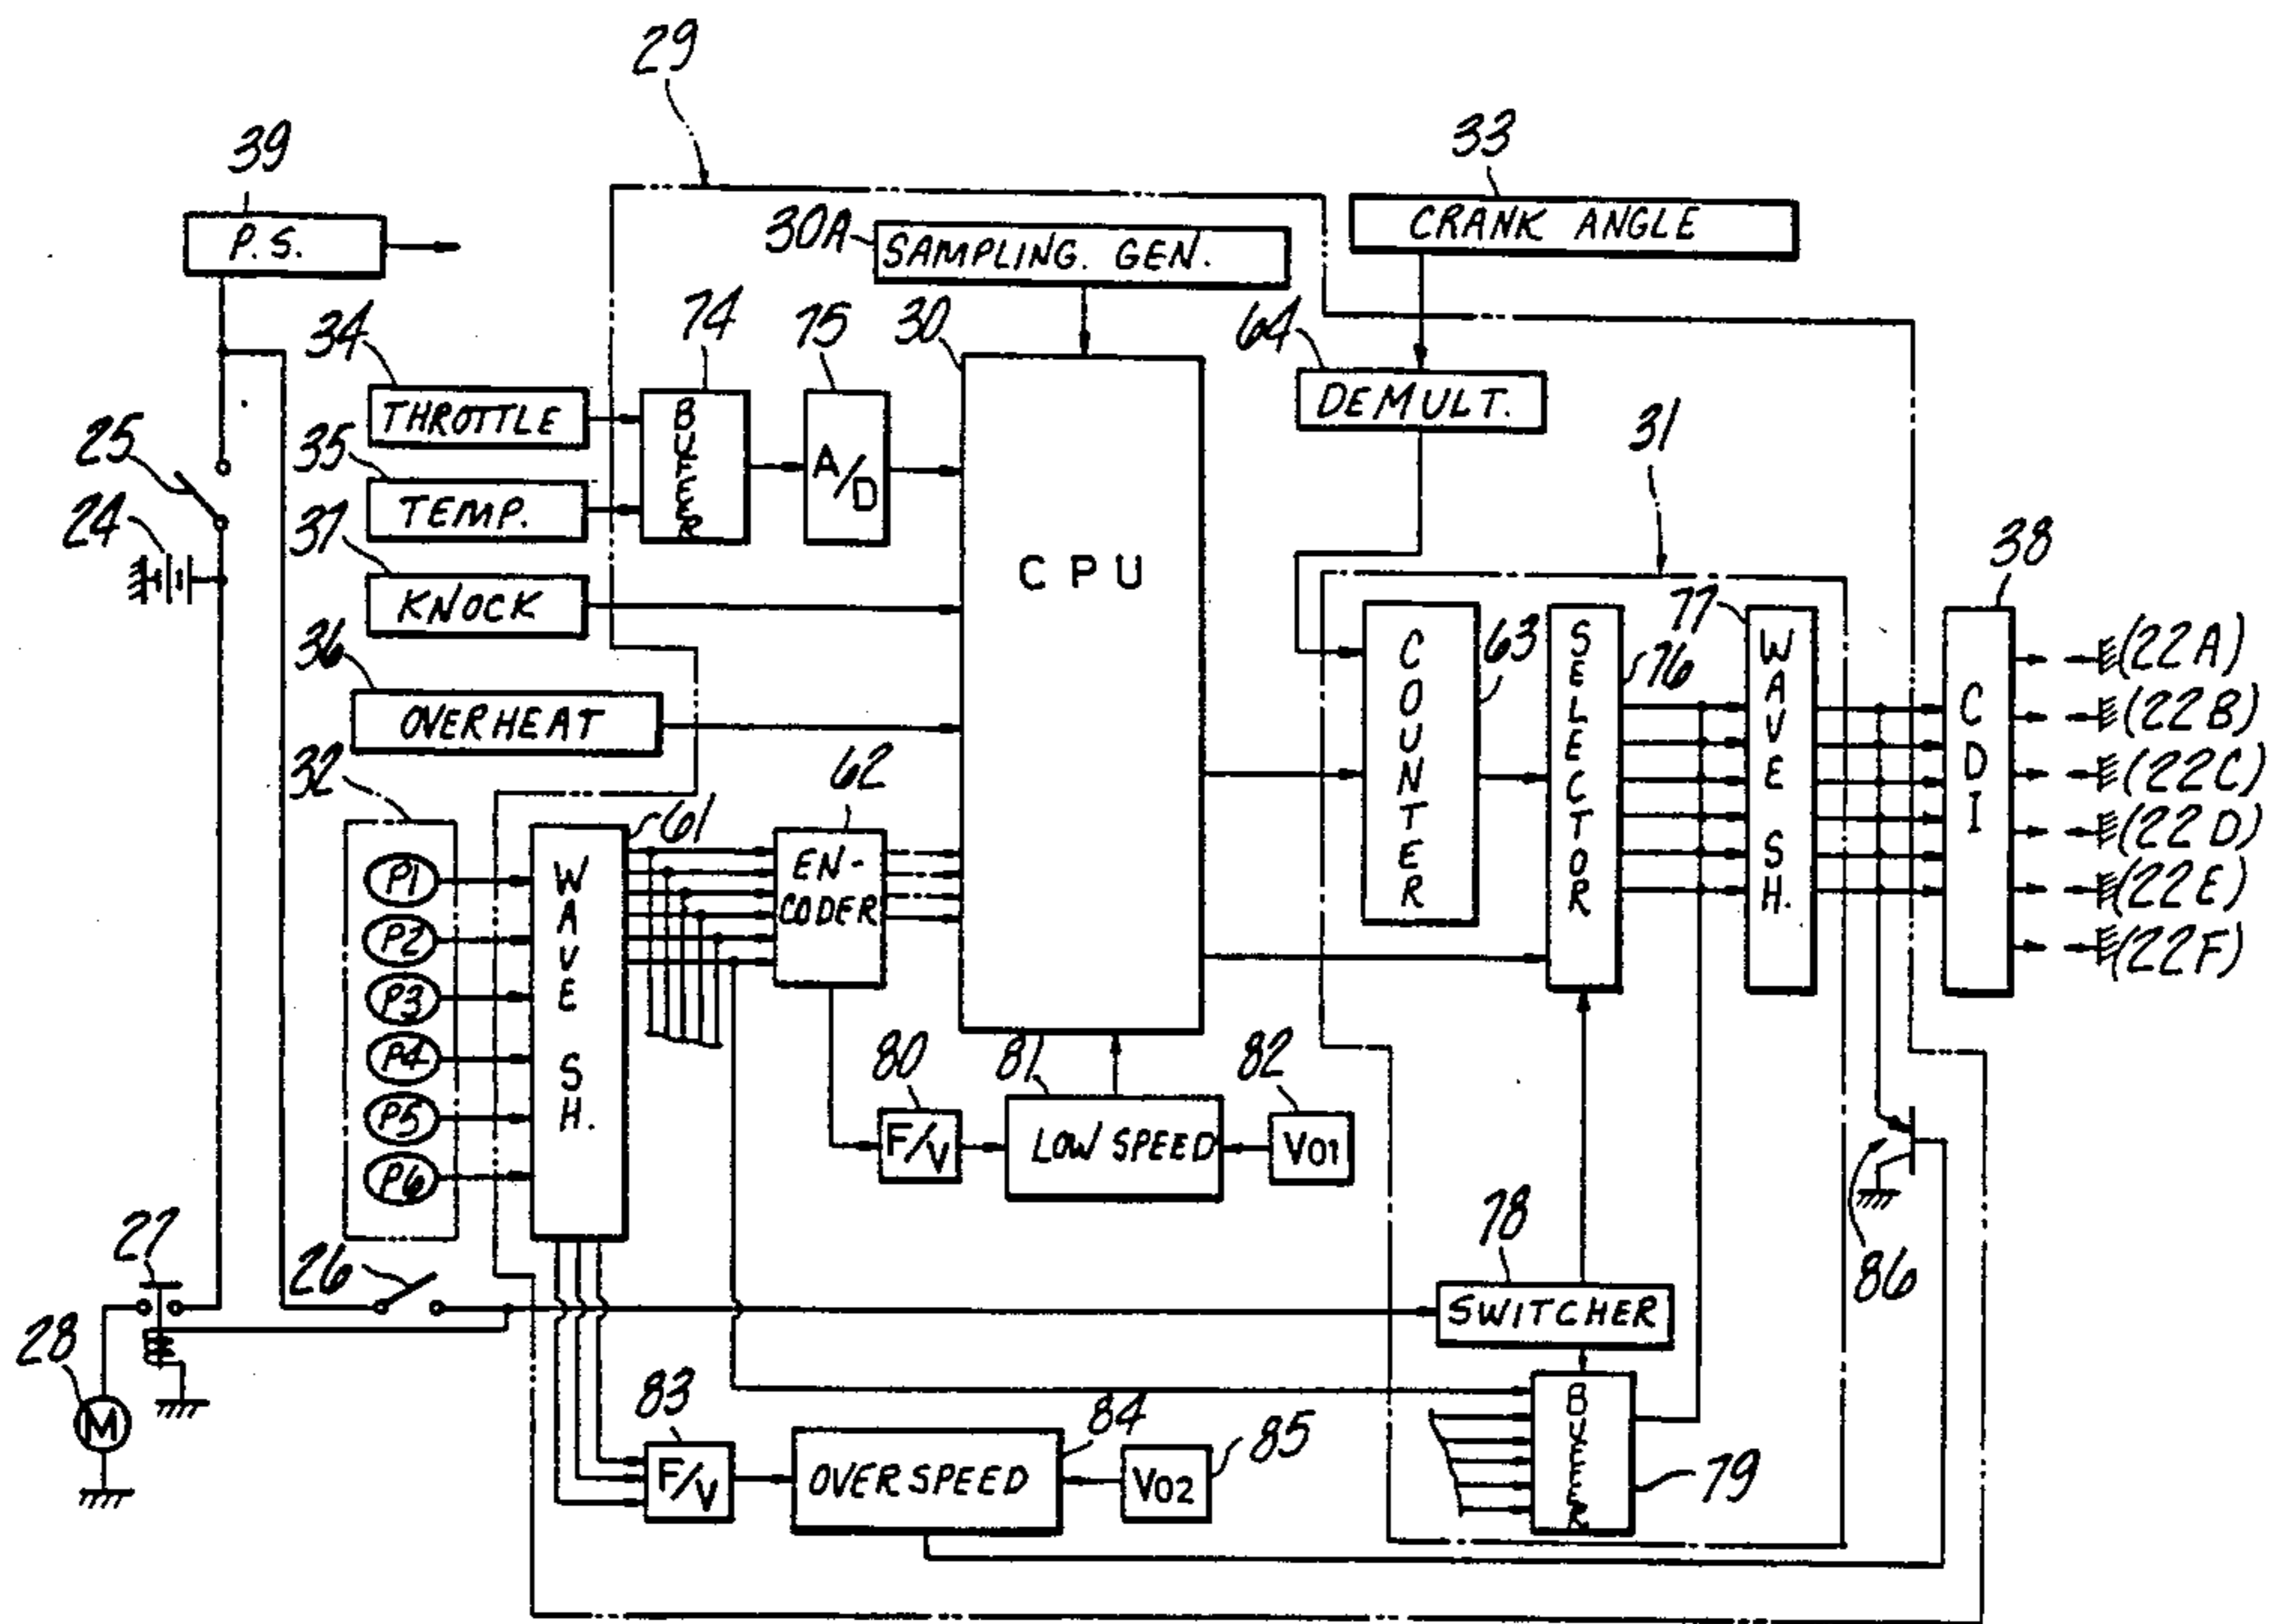 29
33
39
CRANK ANGLE
P.S.
30A
SAMPLING. GEN.
34
74
75
30
64
THROTTLE
BUFFER
A/D
DEMULT.
31
25
35
TEMP.
24
37
KNOCK
CPU
38
36
OVERHEAT
COUNTER
63
SELECTOR
76
77
WAVE SH.
CDI
(22A)
(22B)
(22C)
(22D)
(22E)
(22F)
32
61
62
EN-
CODER
P1
P2
P3
P4
P5
P6
WAVE SH.
80
81
82
F/V
LOW SPEED
V01
86
27
26
78
SWITCHER
28
M
83
84
85
F/V
OVERSPEED
V02
BUFFER
79